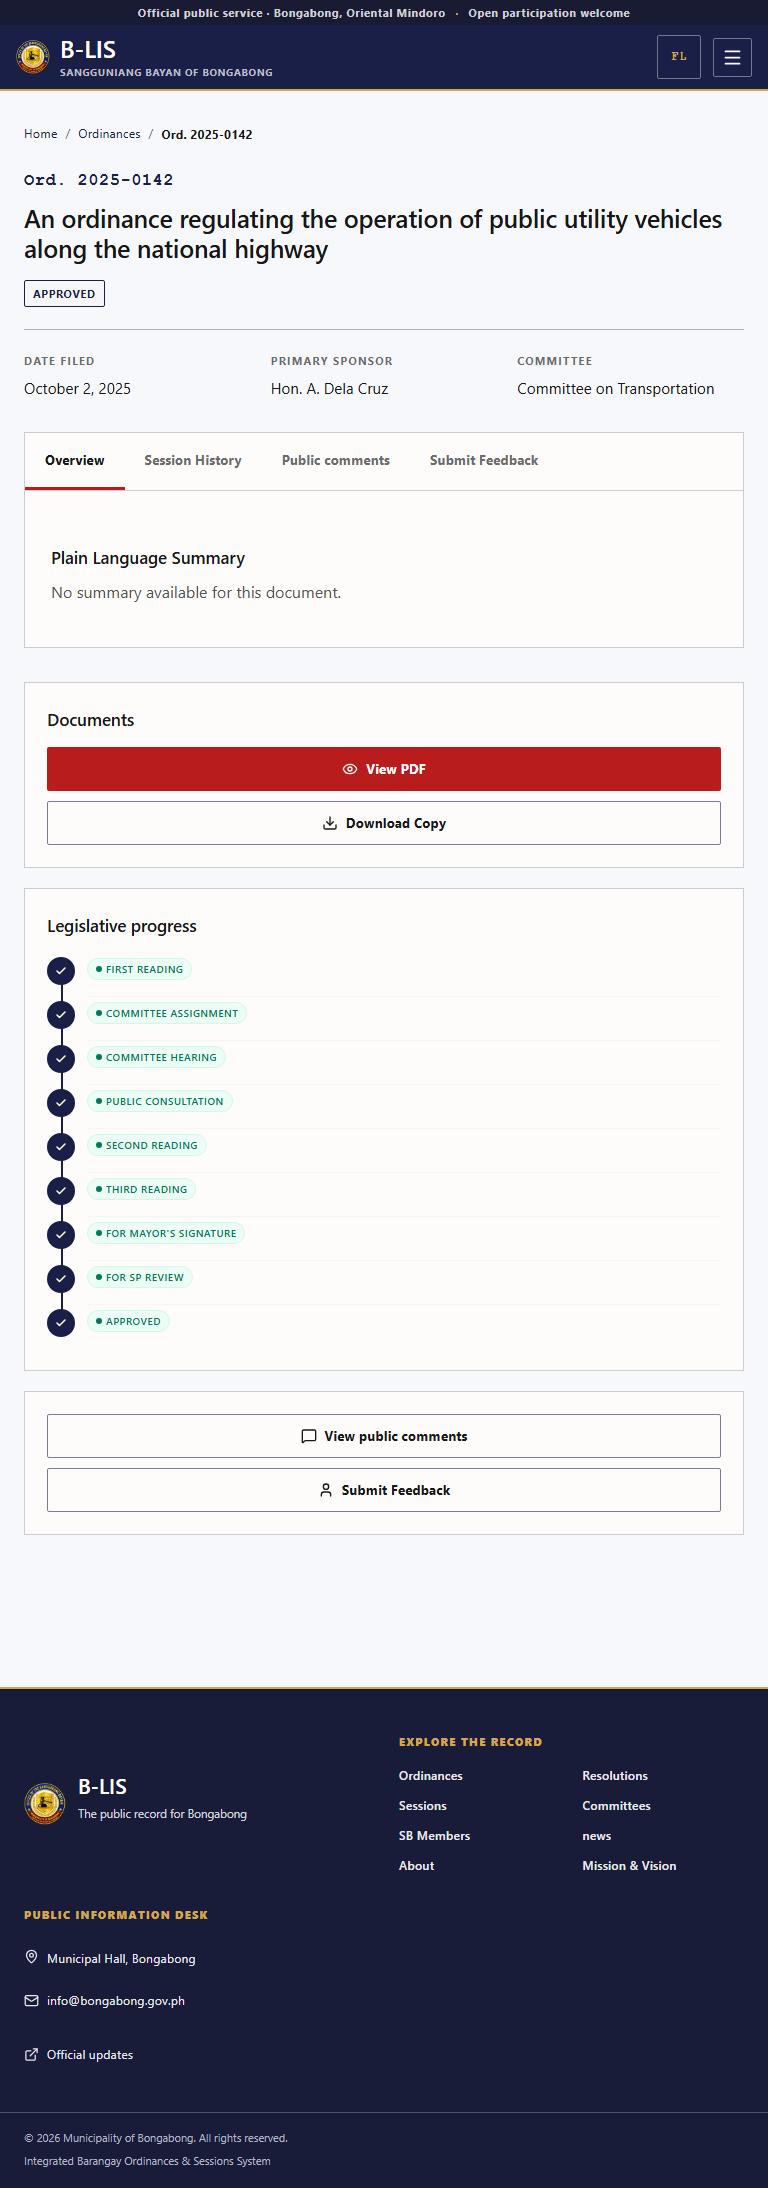 Official public service · Bongabong, Oriental Mindoro · Open participation welcome
B-LIS
SANGGUNIANG BAYAN OF BONGABONG
FL
Home / Ordinances / Ord. 2025-0142
Ord. 2025-0142
An ordinance regulating the operation of public utility vehicles
along the national highway
APPROVED
DATE FILED
October 2, 2025
PRIMARY SPONSOR
Hon. A. Dela Cruz
COMMITTEE
Committee on Transportation
Overview
Session History
Public comments
Submit Feedback
Plain Language Summary
No summary available for this document.
Documents
View PDF
Download Copy
Legislative progress
FIRST READING
COMMITTEE ASSIGNMENT
COMMITTEE HEARING
PUBLIC CONSULTATION
SECOND READING
THIRD READING
FOR MAYOR'S SIGNATURE
FOR SP REVIEW
APPROVED
View public comments
Submit Feedback
B-LIS
The public record for Bongabong
EXPLORE THE RECORD
Ordinances
Resolutions
Sessions
Committees
SB Members
news
About
Mission & Vision
PUBLIC INFORMATION DESK
Municipal Hall, Bongabong
info@bongabong.gov.ph
Official updates
© 2026 Municipality of Bongabong. All rights reserved.
Integrated Barangay Ordinances & Sessions System